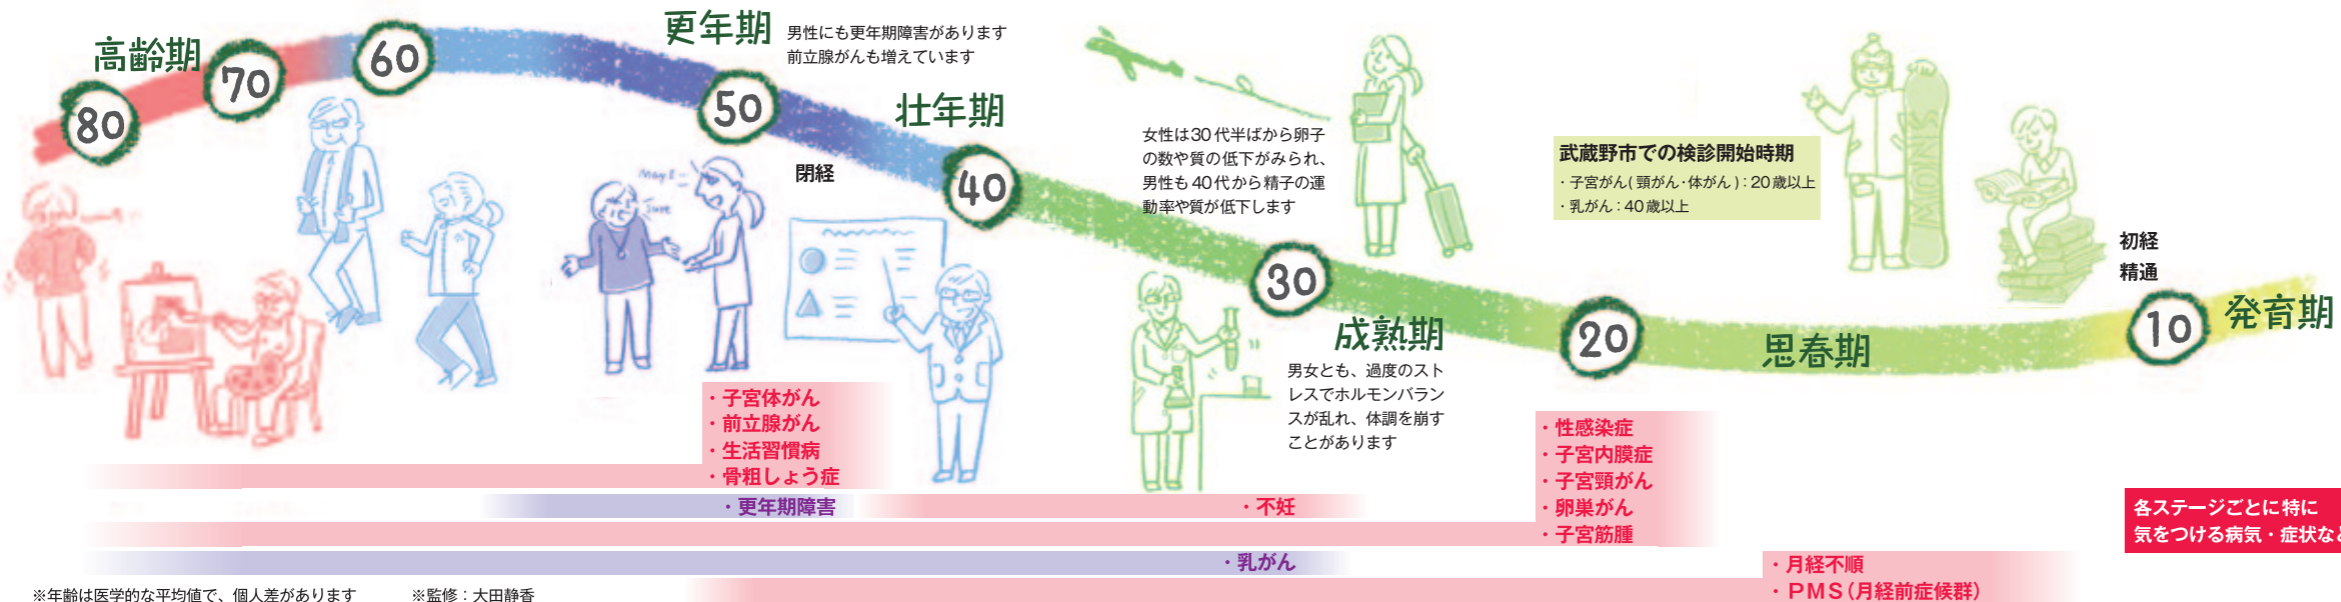 高齢期
80
70
60
更年期
男性にも更年期障害があります
前立腺がんも増えています
50
壮年期
閉経
40
May I…
Sure
女性は30代半ばから卵子
の数や質の低下がみられ、
男性も40代から精子の運
動率や質が低下します
30
成熟期
男女とも、過度のスト
レスでホルモンバラン
スが乱れ、体調を崩す
ことがあります
武蔵野市での検診開始時期
・子宮がん(頸がん・体がん):20歳以上
・乳がん:40歳以上
20
思春期
SNOW
初経
精通
10
発育期
・子宮体がん
・前立腺がん
・生活習慣病
・骨粗しょう症
・更年期障害
・不妊
・性感染症
・子宮内膜症
・子宮頸がん
・卵巣がん
・子宮筋腫
・乳がん
・月経不順
・PMS(月経前症候群)
各ステージごとに特に
気をつける病気・症状など
※年齢は医学的な平均値で、個人差があります
※監修:大田静香